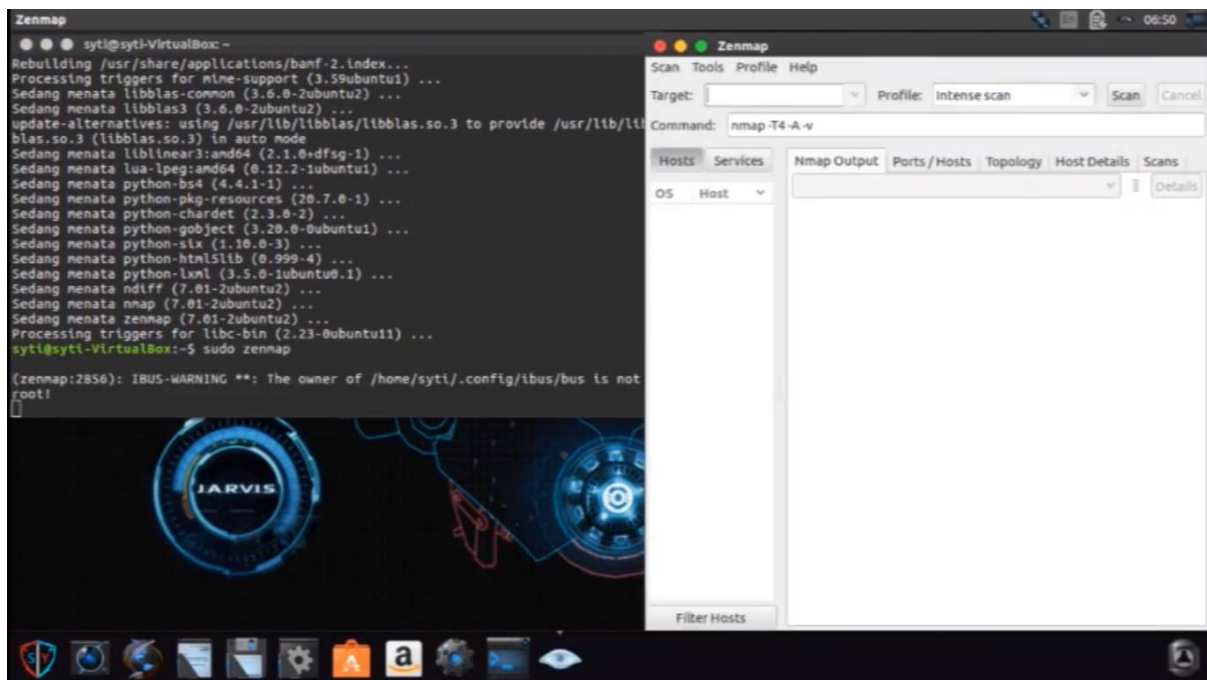 Zenmap
En
06:50
syti@syti-VirtualBox: ~
Rebuilding /usr/share/applications/bamf-2.index...
Processing triggers for mime-support (3.59ubuntu1) ...
Sedang menata libblas-common (3.6.0-2ubuntu2) ...
Sedang menata libblas3 (3.6.0-2ubuntu2) ...
update-alternatives: using /usr/lib/libblas/libblas.so.3 to provide /usr/lib/lib
blas.so.3 (libblas.so.3) in auto mode
Sedang menata liblinear3:amd64 (2.1.0+dfsg-1) ...
Sedang menata lua-lpeg:amd64 (0.12.2-1ubuntu1) ...
Sedang menata python-bs4 (4.4.1-1) ...
Sedang menata python-pkg-resources (20.7.0-1) ...
Sedang menata python-chardet (2.3.0-2) ...
Sedang menata python-gobject (3.20.0-0ubuntu1) ...
Sedang menata python-six (1.10.0-3) ...
Sedang menata python-html5lib (0.999-4) ...
Sedang menata python-lxml (3.5.0-1ubuntu0.1) ...
Sedang menata ndiff (7.01-2ubuntu2) ...
Sedang menata nmap (7.01-2ubuntu2) ...
Sedang menata zenmap (7.01-2ubuntu2) ...
Processing triggers for libc-bin (2.23-0ubuntu11) ...
syti@syti-VirtualBox:~$ sudo zenmap
(zenmap:2856): IBUS-WARNING **: The owner of /home/syti/.config/ibus/bus is not
root!
Zenmap
Scan Tools Profile Help
Target: Profile: Intense scan Scan Cancel
Command: nmap -T4 -A -v
Hosts Services Nmap Output Ports / Hosts Topology Host Details Scans
OS Host Details
Filter Hosts
J.A.R.V.I.S.
S Y
A
a